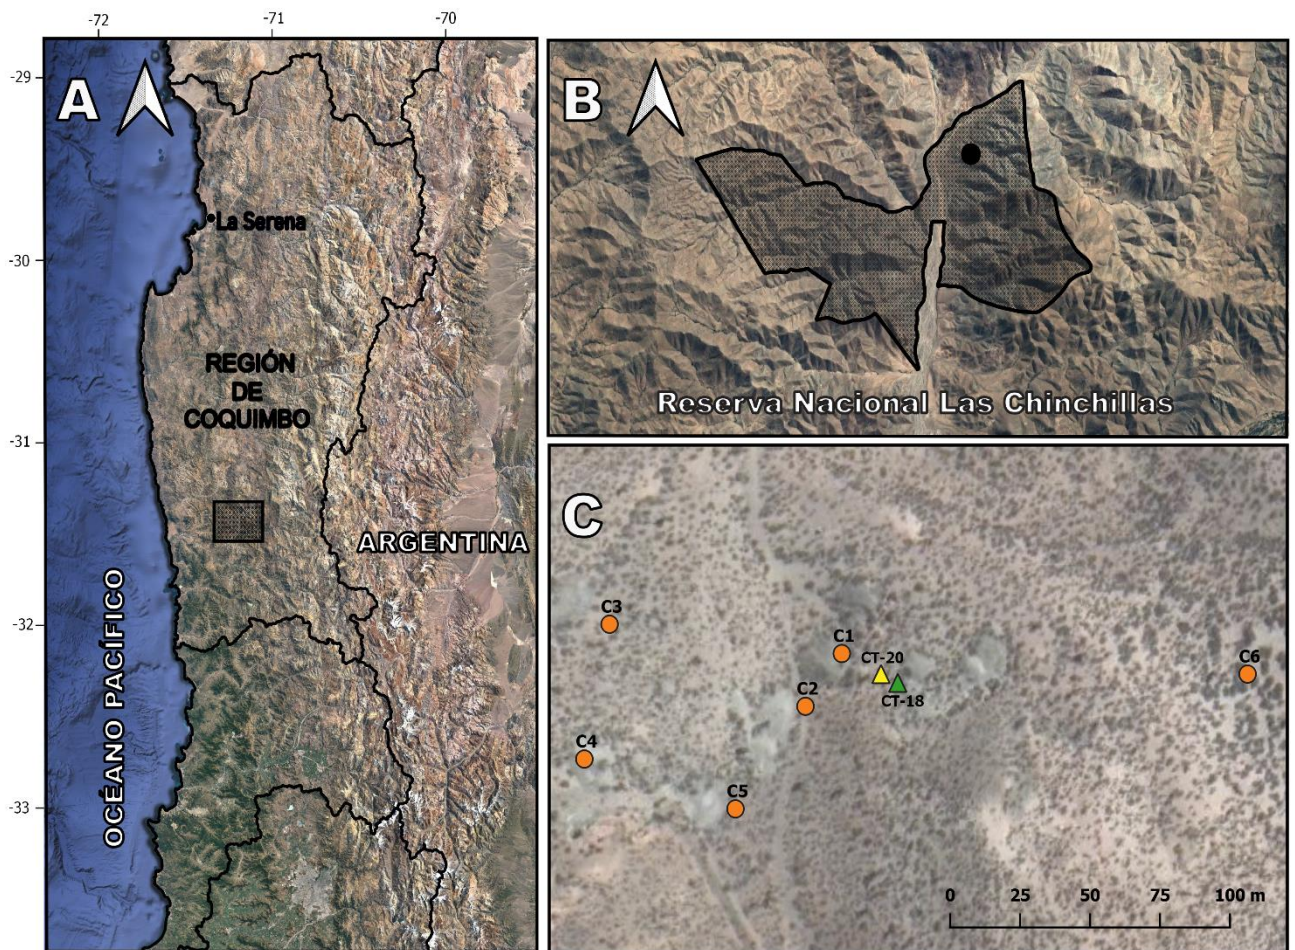 -72 -71 -70
-29
-30
-31
-32
-33
A
La Serena
REGIÓN
DE
COQUIMBO
ARGENTINA
OCÉANO PACÍFICO
B
Reserva Nacional Las Chinchillas
C
C3
C1
CT-20
C6
CT-18
C2
C4
C5
0 25 50 75 100 m